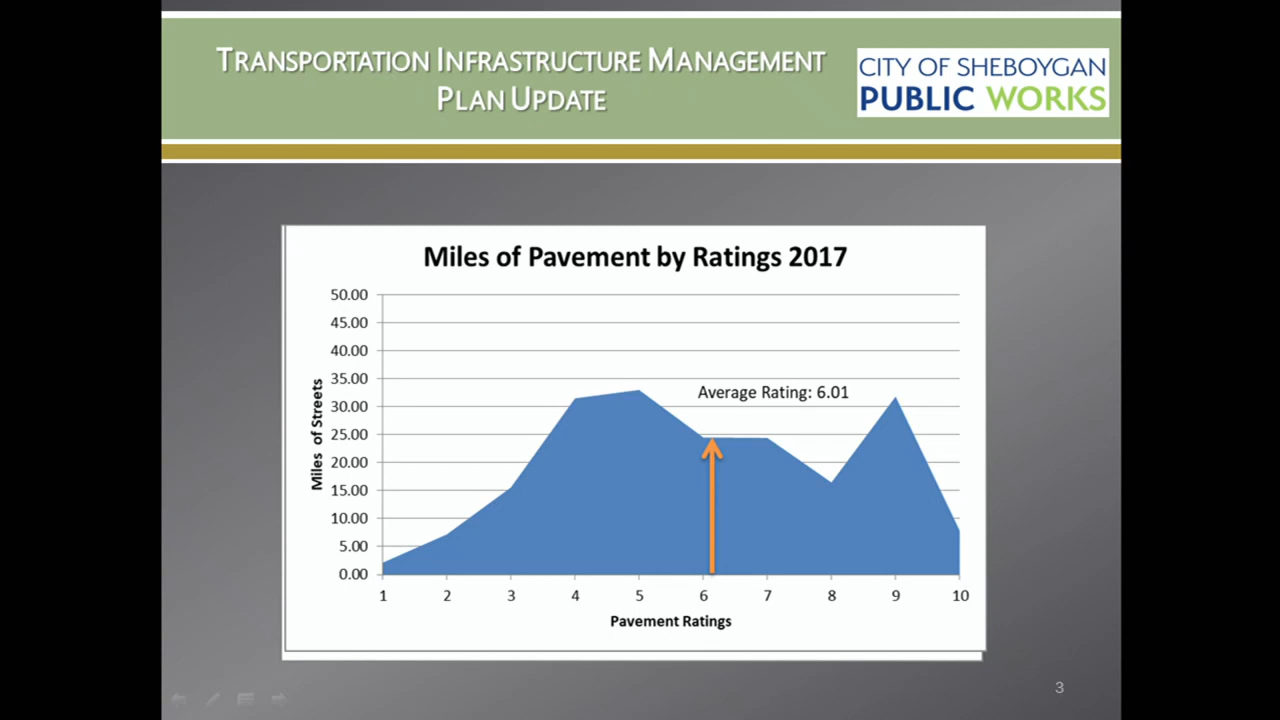 TRANSPORTATION INFRASTRUCTURE MANAGEMENT
PLAN UPDATE
CITY OF SHEBOYGAN
PUBLIC WORKS
Miles of Pavement by Ratings 2017
50.00
45.00
40.00
35.00
30.00
25.00
20.00
15.00
10.00
5.00
0.00
Miles of Streets
Average Rating: 6.01
1 2 3 4 5 6 7 8 9 10
Pavement Ratings
3